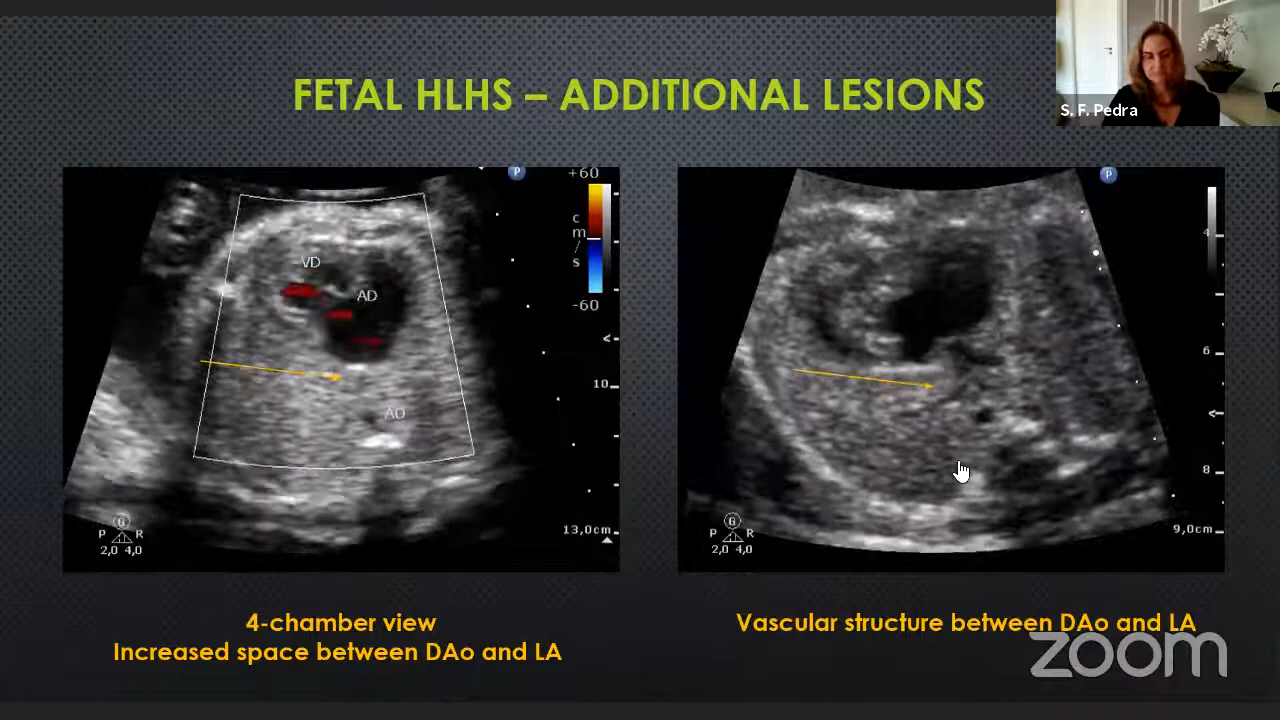 FETAL HLHS – ADDITIONAL LESIONS
S. F. Pedra
P
+60
c
m
/
s
-60
VD
AD
AO
<
10
13,0cm
G
P R
2,0 4,0
P
4
6
<
8
9,0cm
G
P R
2,0 4,0
4-chamber view
Increased space between DAo and LA
Vascular structure between DAo and LA
zoom